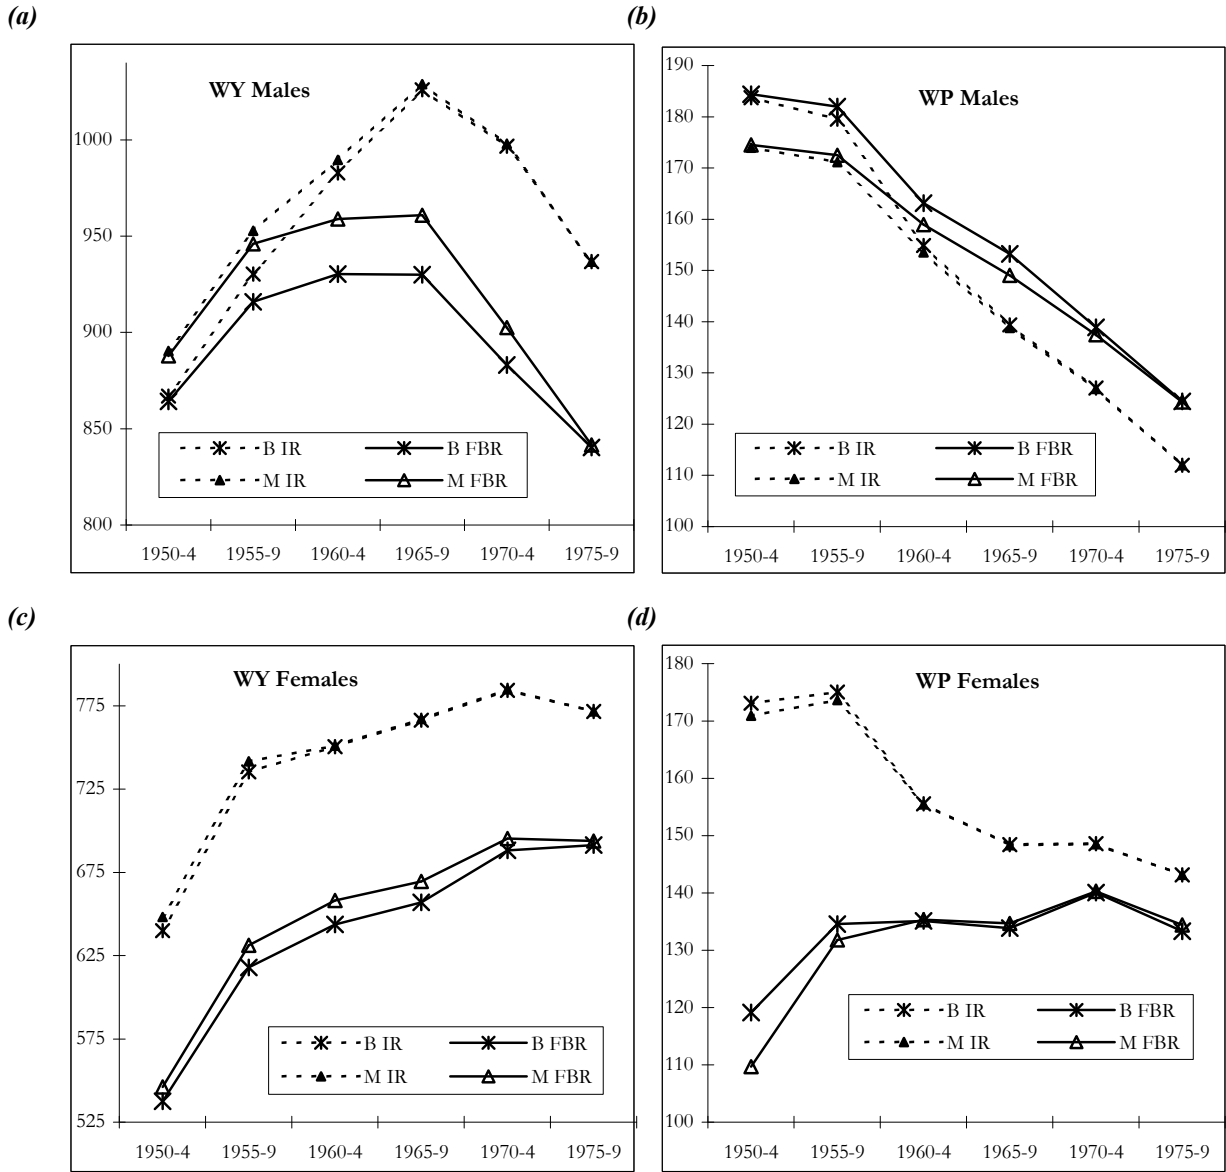 (a)
WY Males
1000
950
900
850
800
B IR B FBR
M IR M FBR
1950-4 1955-9 1960-4 1965-9 1970-4 1975-9
(b)
WP Males
190
180
170
160
150
140
130
120
110
100
B IR B FBR
M IR M FBR
1950-4 1955-9 1960-4 1965-9 1970-4 1975-9
(c)
WY Females
775
725
675
625
575
525
B IR B FBR
M IR M FBR
1950-4 1955-9 1960-4 1965-9 1970-4 1975-9
(d)
WP Females
180
170
160
150
140
130
120
110
100
B IR B FBR
M IR M FBR
1950-4 1955-9 1960-4 1965-9 1970-4 1975-9